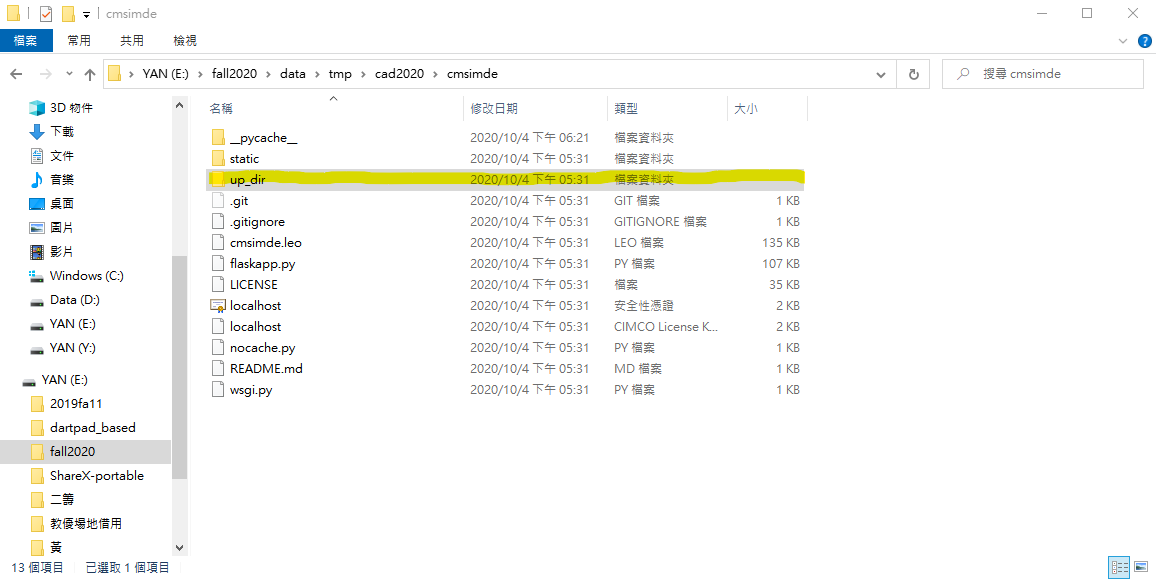 cmsimde
檔案 常用 共用 檢視
YAN (E:) › fall2020 › data › tmp › cad2020 › cmsimde
搜尋 cmsimde
3D 物件
下載
文件
音樂
桌面
圖片
影片
Windows (C:)
Data (D:)
YAN (E:)
YAN (Y:)
YAN (E:)
2019fa11
dartpad_based
fall2020
ShareX-portable
二籌
教優場地借用
黃
名稱 修改日期 類型 大小
__pycache__ 2020/10/4 下午 06:21 檔案資料夾
static 2020/10/4 下午 05:31 檔案資料夾
up_dir 2020/10/4 下午 05:31 檔案資料夾
.git 2020/10/4 下午 05:31 GIT 檔案 1 KB
.gitignore 2020/10/4 下午 05:31 GITIGNORE 檔案 1 KB
cmsimde.leo 2020/10/4 下午 05:31 LEO 檔案 135 KB
flaskapp.py 2020/10/4 下午 05:31 PY 檔案 107 KB
LICENSE 2020/10/4 下午 05:31 檔案 35 KB
localhost 2020/10/4 下午 05:31 安全性憑證 2 KB
localhost 2020/10/4 下午 05:31 CIMCO License K... 2 KB
nocache.py 2020/10/4 下午 05:31 PY 檔案 1 KB
README.md 2020/10/4 下午 05:31 MD 檔案 1 KB
wsgi.py 2020/10/4 下午 05:31 PY 檔案 1 KB
13 個項目 已選取 1 個項目